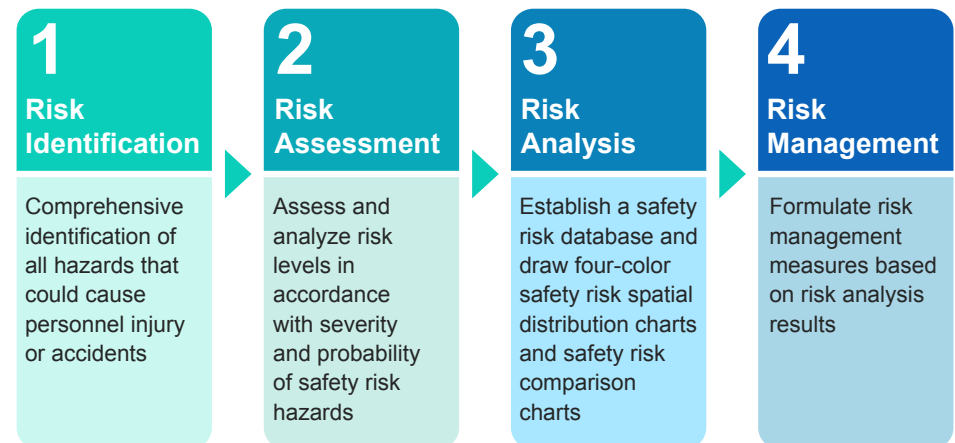 1
Risk
Identification
Comprehensive
identification of
all hazards that
could cause
personnel injury
or accidents
2
Risk
Assessment
Assess and
analyze risk
levels in
accordance
with severity
and probability
of safety risk
hazards
3
Risk
Analysis
Establish a safety
risk database and
draw four-color
safety risk spatial
distribution charts
and safety risk
comparison
charts
4
Risk
Management
Formulate risk
management
measures based
on risk analysis
results